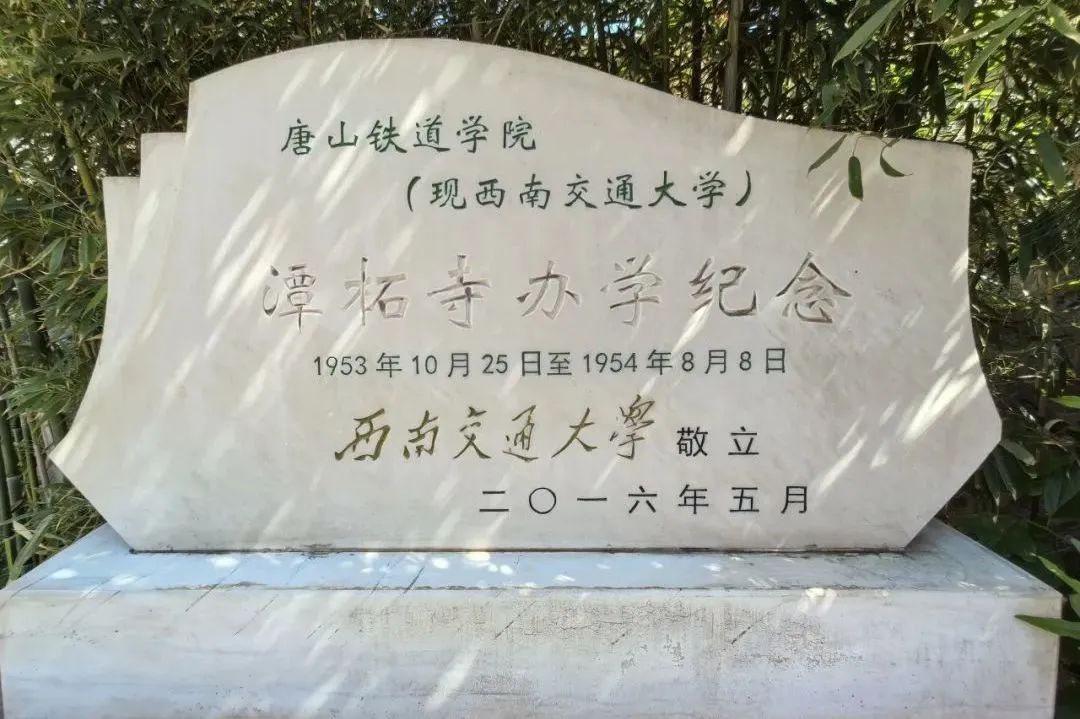 唐山铁道学院
(现西南交通大学)
潭柘寺办学纪念
1953年10月25日至1954年8月8日
西南交通大學 敬立
二〇一六年五月